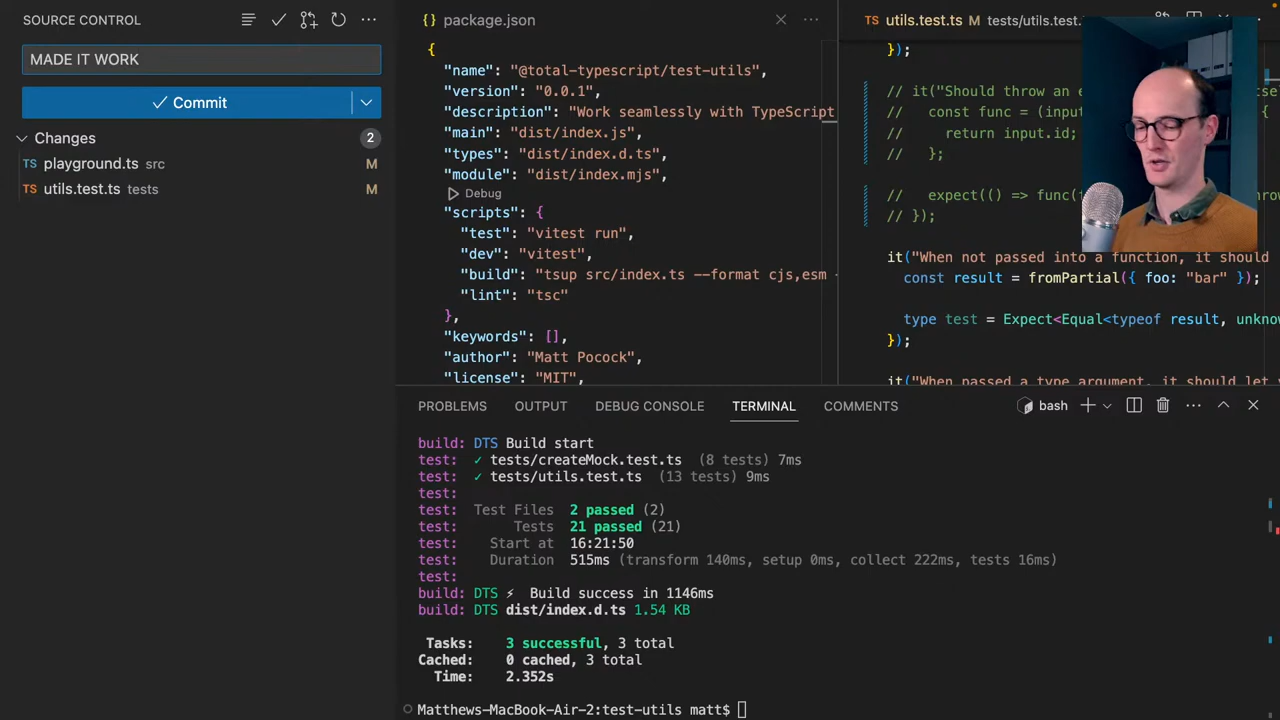 SOURCE CONTROL
MADE IT WORK
Commit
Changes 2
TS playground.ts src M
TS utils.test.ts tests M
{} package.json
{
"name": "@total-typescript/test-utils",
"version": "0.0.1",
"description": "Work seamlessly with TypeScript
"main": "dist/index.js",
"types": "dist/index.d.ts",
"module": "dist/index.mjs",
Debug
"scripts": {
"test": "vitest run",
"dev": "vitest",
"build": "tsup src/index.ts --format cjs,esm -
"lint": "tsc"
},
"keywords": [],
"author": "Matt Pocock",
"license": "MIT",
TS utils.test.ts M tests/utils.test.
});
// it("Should throw an e
// const func = (input
// return input.id;
// };
// expect(() => func(
// });
it("When not passed into a function, it should
const result = fromPartial({ foo: "bar" });
type test = Expect<Equal<typeof result, unkno
});
it("When passed a type argument, it should let
PROBLEMS OUTPUT DEBUG CONSOLE TERMINAL COMMENTS bash
build: DTS Build start
test: ✓ tests/createMock.test.ts (8 tests) 7ms
test: ✓ tests/utils.test.ts (13 tests) 9ms
test:
test: Test Files 2 passed (2)
test: Tests 21 passed (21)
test: Start at 16:21:50
test: Duration 515ms (transform 140ms, setup 0ms, collect 222ms, tests 16ms)
test:
build: DTS ⚡ Build success in 1146ms
build: DTS dist/index.d.ts 1.54 KB
Tasks: 3 successful, 3 total
Cached: 0 cached, 3 total
Time: 2.352s
Matthews-MacBook-Air-2:test-utils matt$